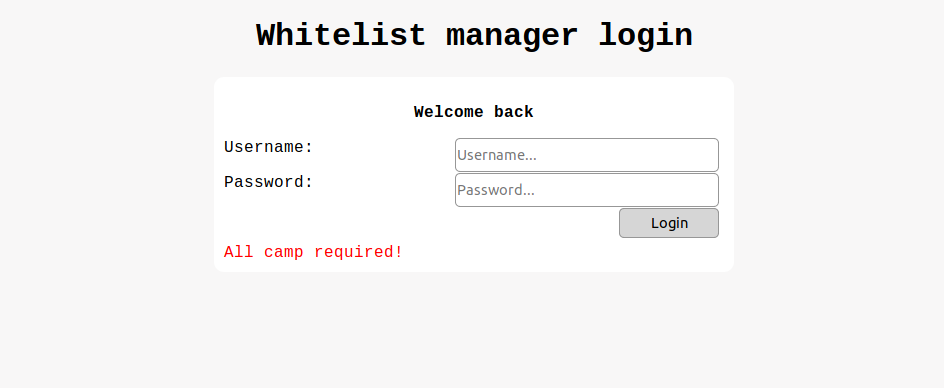 Whitelist manager login
Welcome back
Username:
Username...
Password:
Password...
Login
All camp required!